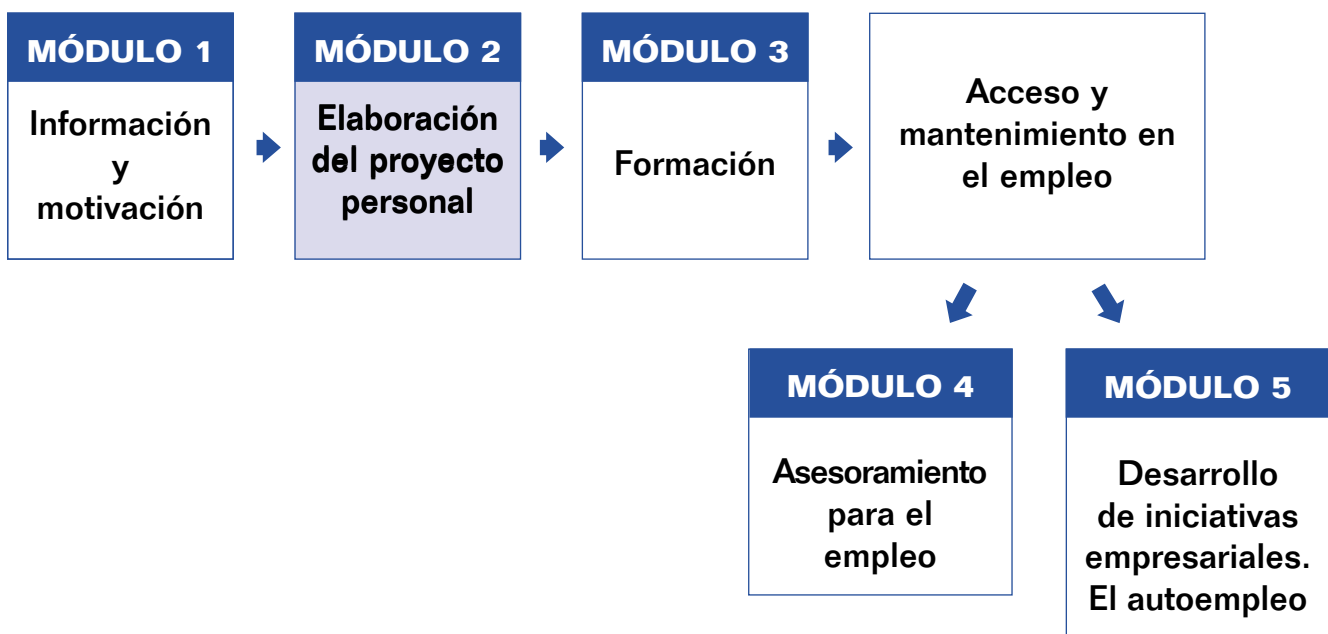 MÓDULO 1
Información
y
motivación
MÓDULO 2
Elaboración
del proyecto
personal
MÓDULO 3
Formación
Acceso y
mantenimiento en
el empleo
MÓDULO 4
Asesoramiento
para el
empleo
MÓDULO 5
Desarrollo
de iniciativas
empresariales.
El autoempleo